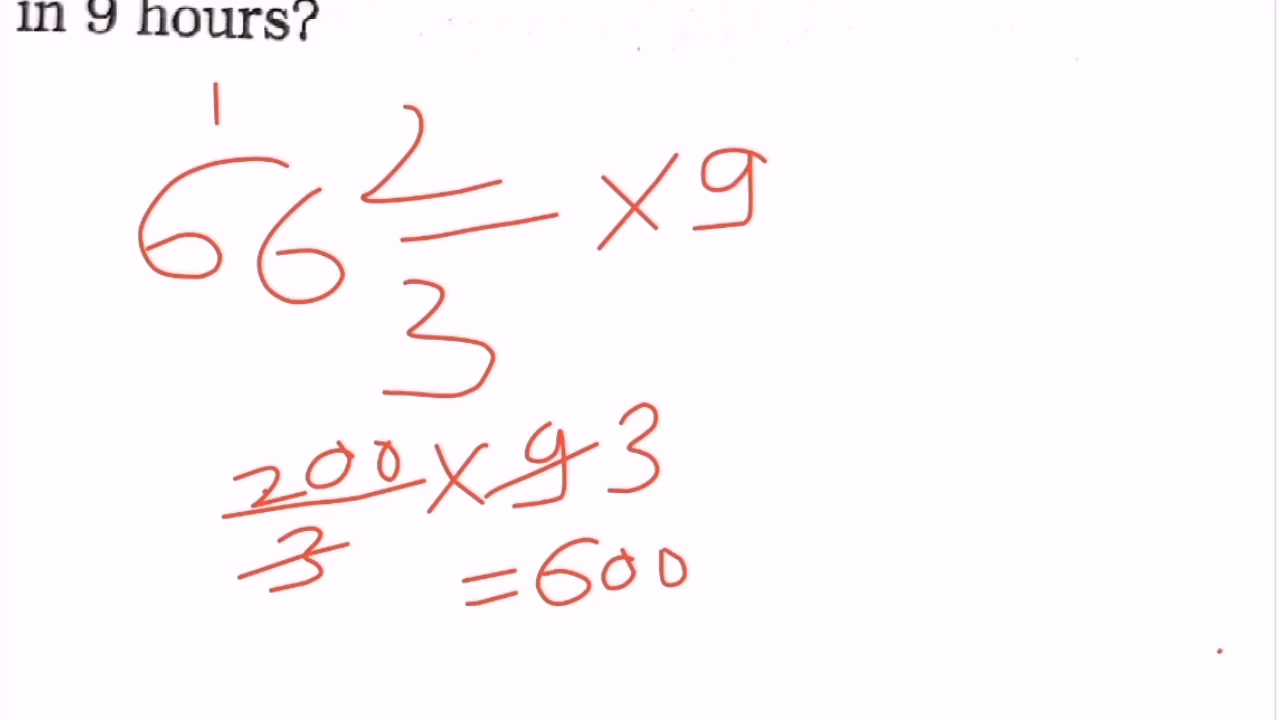 in 9 hours?
1
66 2/3 × 9
200/3 × 9 3
= 600